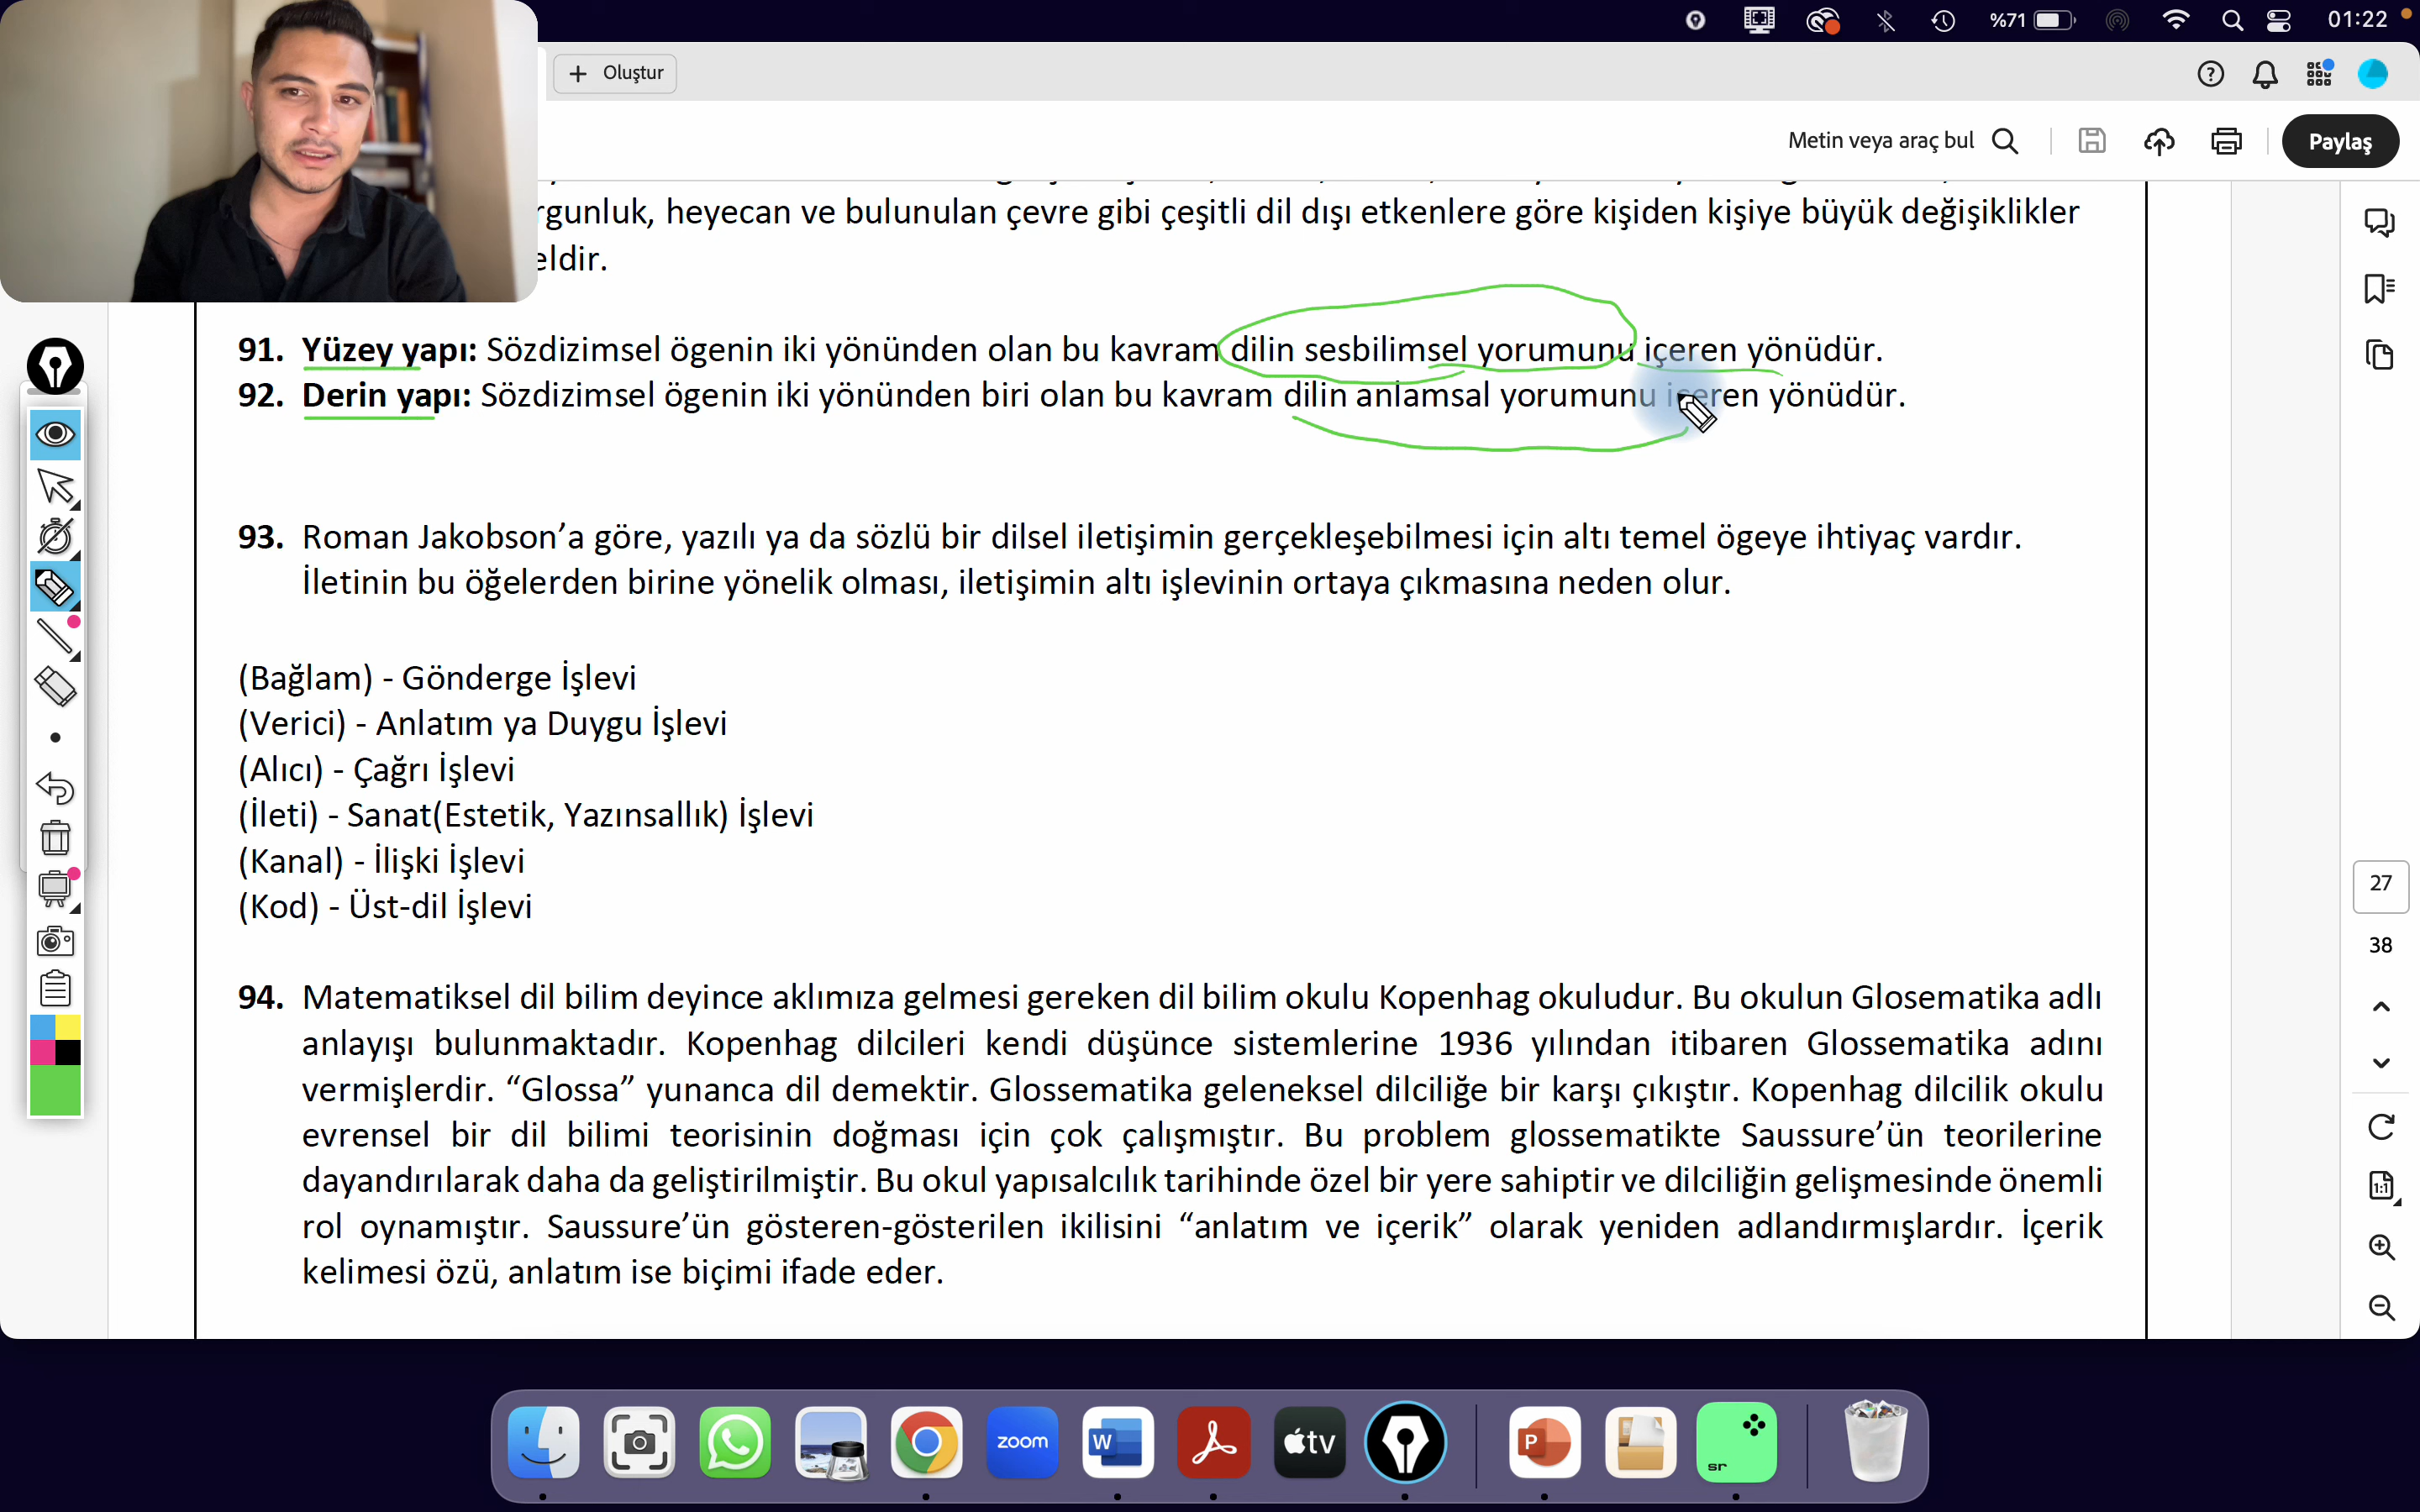 %71
01:22
+ Oluştur
Metin veya araç bul
Paylaş
heyecan ve bulunulan çevre gibi çeşitli dil dışı etkenlere göre kişiden kişiye büyük değişiklikler
91. Yüzey yapı: Sözdizimsel ögenin iki yönünden olan bu kavram dilin sesbilimsel yorumunu içeren yönüdür.
92. Derin yapı: Sözdizimsel ögenin iki yönünden biri olan bu kavram dilin anlamsal yorumunu içeren yönüdür.
93. Roman Jakobson’a göre, yazılı ya da sözlü bir dilsel iletişimin gerçekleşebilmesi için altı temel ögeye ihtiyaç vardır.
İletinin bu öğelerden birine yönelik olması, iletişimin altı işlevinin ortaya çıkmasına neden olur.
(Bağlam) - Gönderge İşlevi
(Verici) - Anlatım ya Duygu İşlevi
(Alıcı) - Çağrı İşlevi
(İleti) - Sanat(Estetik, Yazınsallık) İşlevi
(Kanal) - İlişki İşlevi
(Kod) - Üst-dil İşlevi
27
38
94. Matematiksel dil bilim deyince aklımıza gelmesi gereken dil bilim okulu Kopenhag okuludur. Bu okulun Glosematika adlı
anlayışı bulunmaktadır. Kopenhag dilcileri kendi düşünce sistemlerine 1936 yılından itibaren Glossematika adını
vermişlerdir. “Glossa” yunanca dil demektir. Glossematika geleneksel dilciliğe bir karşı çıkıştır. Kopenhag dilcilik okulu
evrensel bir dil bilimi teorisinin doğması için çok çalışmıştır. Bu problem glossematikte Saussure’ün teorilerine
dayandırılarak daha da geliştirilmiştir. Bu okul yapısalcılık tarihinde özel bir yere sahiptir ve dilciliğin gelişmesinde önemli
rol oynamıştır. Saussure’ün gösteren-gösterilen ikilisini “anlatım ve içerik” olarak yeniden adlandırmışlardır. İçerik
kelimesi özü, anlatım ise biçimi ifade eder.
1:1
zoom
W
tv
P
sr